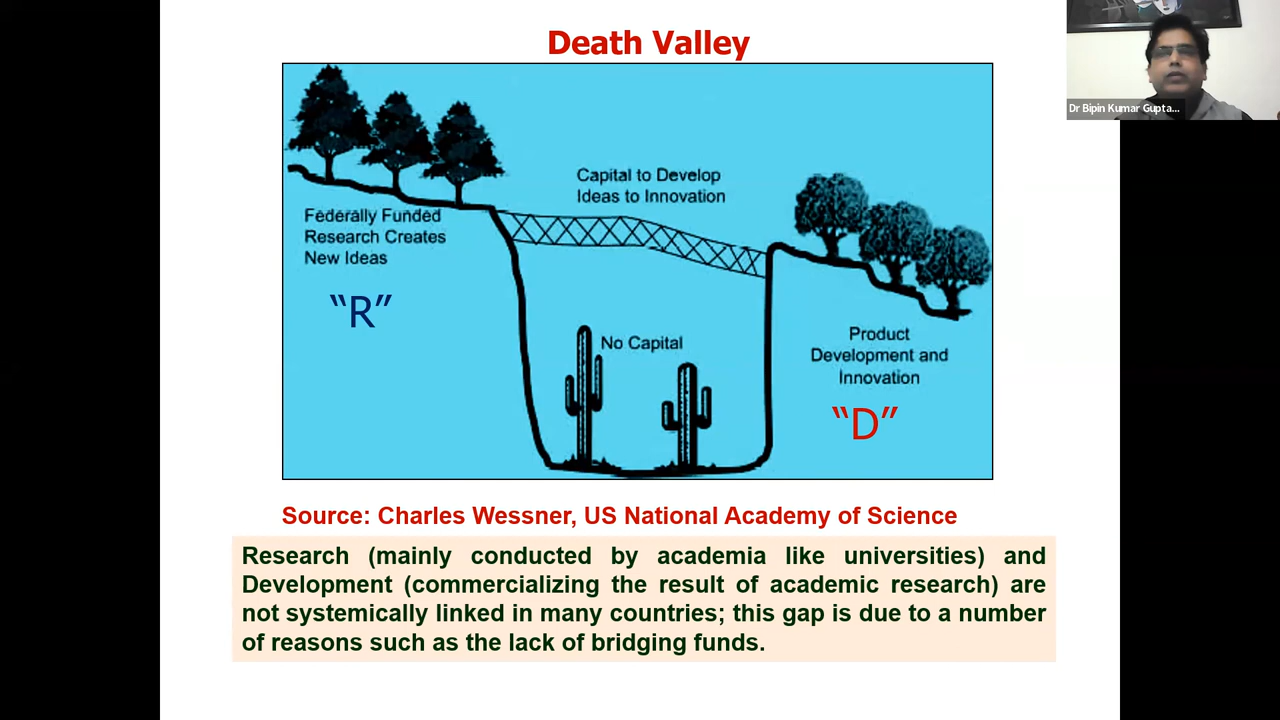 Death Valley
Dr Bipin Kumar Gupta...
Capital to Develop
Ideas to Innovation
Federally Funded
Research Creates
New Ideas
“R”
No Capital
Product
Development and
Innovation
“D”
Source: Charles Wessner, US National Academy of Science
Research (mainly conducted by academia like universities) and
Development (commercializing the result of academic research) are
not systemically linked in many countries; this gap is due to a number
of reasons such as the lack of bridging funds.